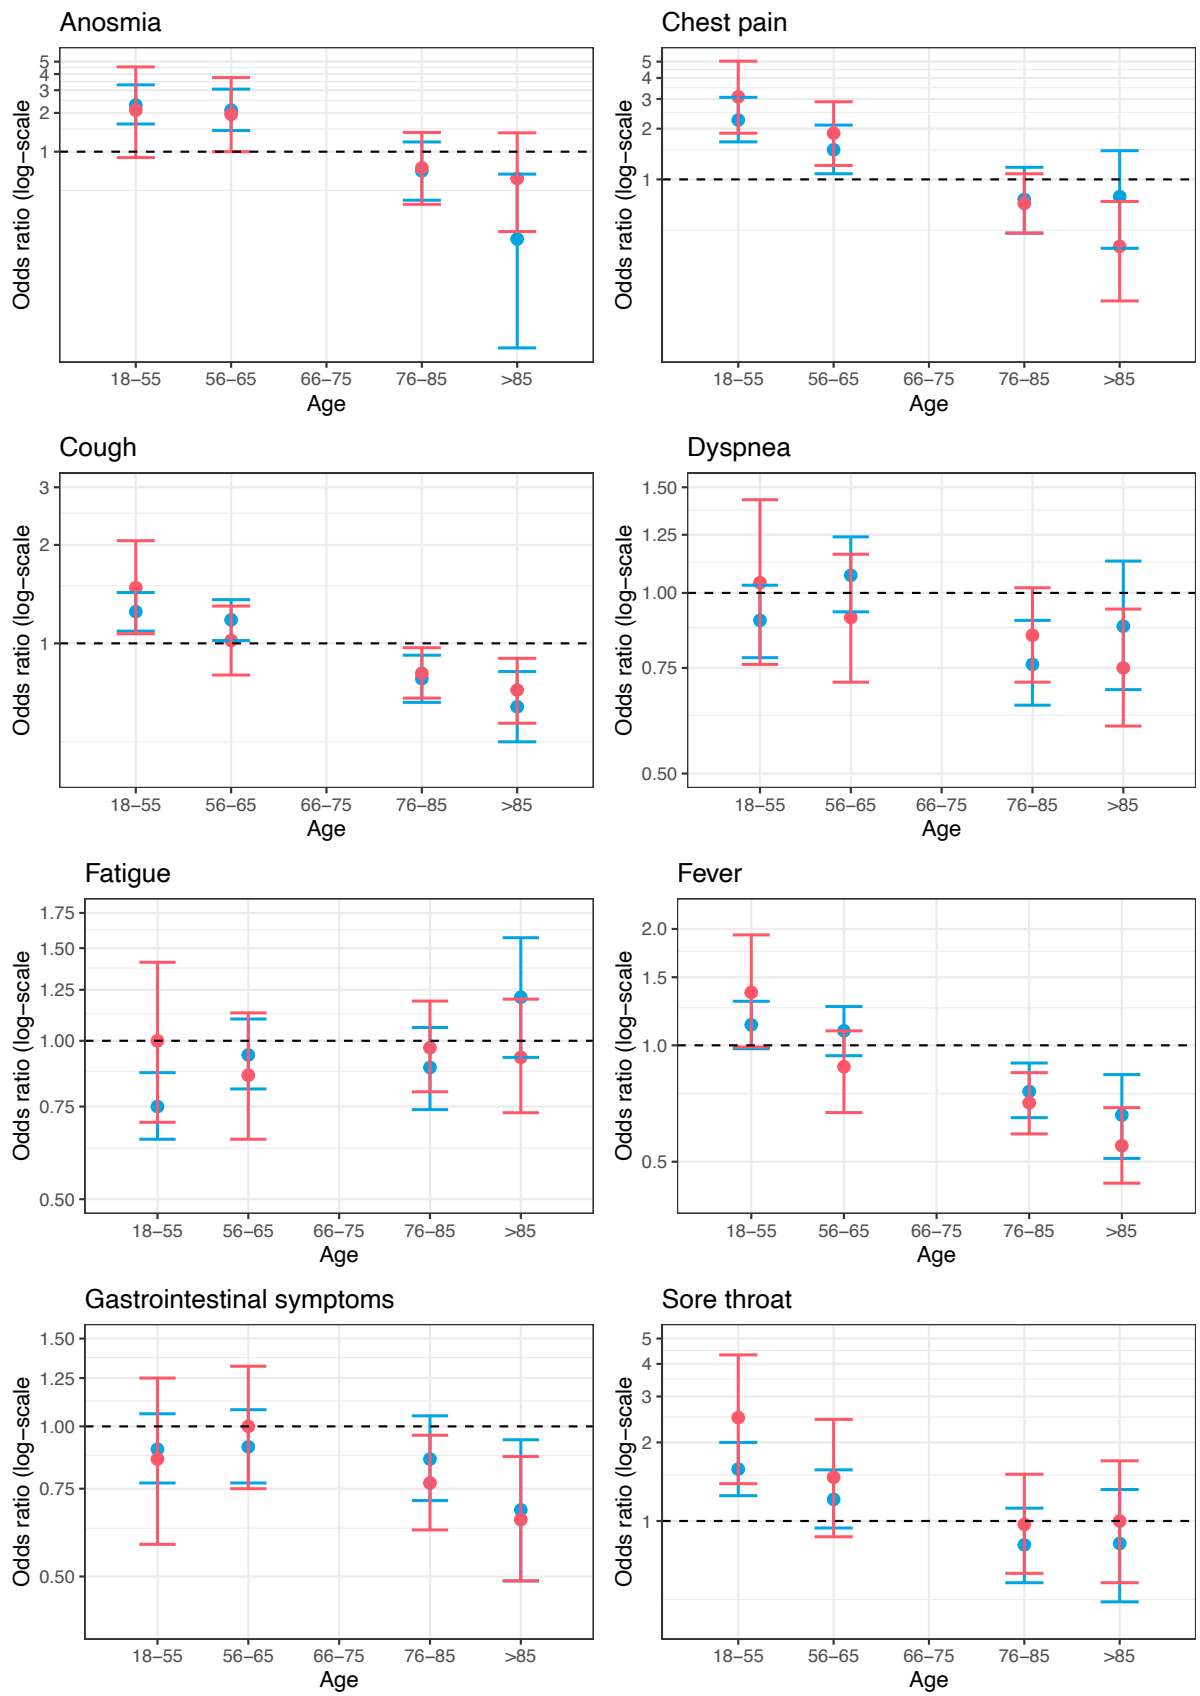 Anosmia
5
4
3
2
1
Odds ratio (log−scale
18−55 56−65 66−75 76−85 >85
Age
Chest pain
5
4
3
2
1
Odds ratio (log−scale
18−55 56−65 66−75 76−85 >85
Age
Cough
3
2
1
Odds ratio (log−scale
18−55 56−65 66−75 76−85 >85
Age
Dyspnea
1.50
1.25
1.00
0.75
0.50
Odds ratio (log−scale
18−55 56−65 66−75 76−85 >85
Age
Fatigue
1.75
1.50
1.25
1.00
0.75
0.50
Odds ratio (log−scale
18−55 56−65 66−75 76−85 >85
Age
Fever
2.0
1.5
1.0
0.5
Odds ratio (log−scale
18−55 56−65 66−75 76−85 >85
Age
Gastrointestinal symptoms
1.50
1.25
1.00
0.75
0.50
Odds ratio (log−scale
18−55 56−65 66−75 76−85 >85
Age
Sore throat
5
4
3
2
1
Odds ratio (log−scale
18−55 56−65 66−75 76−85 >85
Age